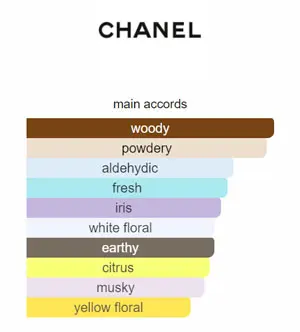 CHANEL
main accords
woody
powdery
aldehydic
fresh
iris
white floral
earthy
citrus
musky
yellow floral